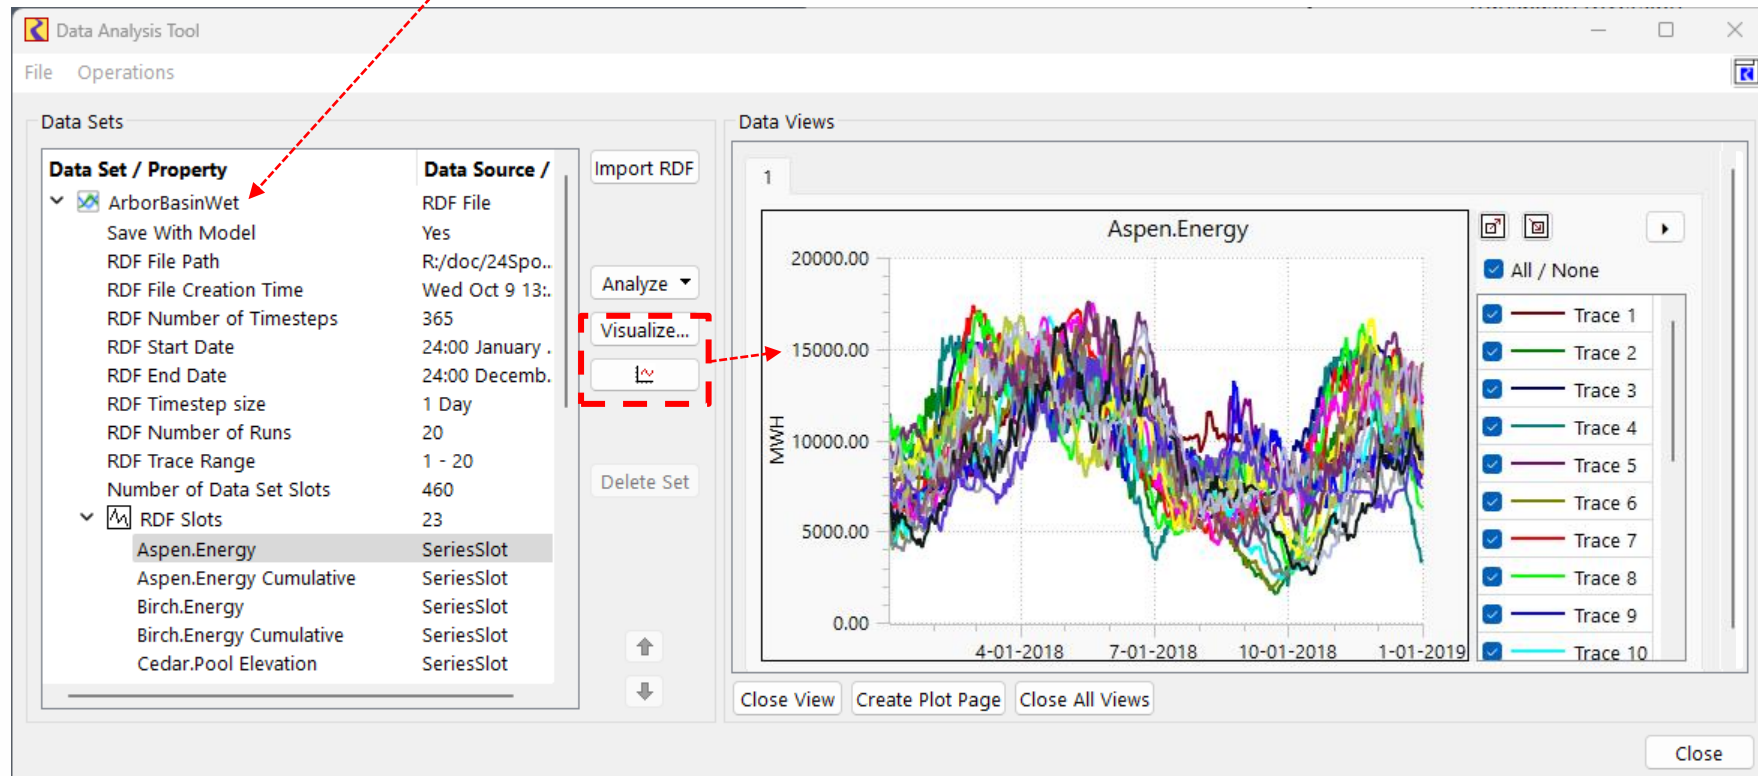 Data Analysis Tool
File Operations
Data Sets
Data Set / Property Data Source /
ArborBasinWet RDF File
Save With Model Yes
RDF File Path R:/doc/24Spo..
RDF File Creation Time Wed Oct 9 13:.
RDF Number of Timesteps 365
RDF Start Date 24:00 January .
RDF End Date 24:00 Decemb.
RDF Timestep size 1 Day
RDF Number of Runs 20
RDF Trace Range 1 - 20
Number of Data Set Slots 460
RDF Slots 23
Aspen.Energy SeriesSlot
Aspen.Energy Cumulative SeriesSlot
Birch.Energy SeriesSlot
Birch.Energy Cumulative SeriesSlot
Cedar.Pool Elevation SeriesSlot
Import RDF
Analyze
Visualize...
Delete Set
Data Views
1
Aspen.Energy
MWH
20000.00
15000.00
10000.00
5000.00
0.00
4-01-2018 7-01-2018 10-01-2018 1-01-2019
All / None
Trace 1
Trace 2
Trace 3
Trace 4
Trace 5
Trace 6
Trace 7
Trace 8
Trace 9
Trace 10
Close View Create Plot Page Close All Views
Close